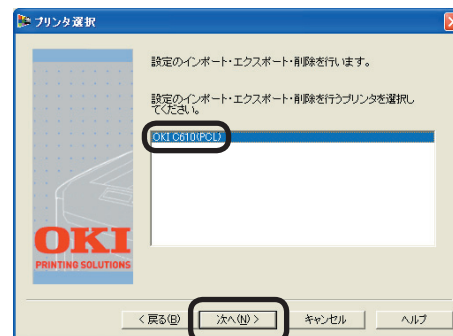 プリンタ選択
設定のインポート・エクスポート・削除を行います。
設定のインポート・エクスポート・削除を行うプリンタを選択し
てください。
OKI C610(PCL)
OKI
PRINTING SOLUTIONS
< 戻る(B)
次へ(N) >
キャンセル
ヘルプ